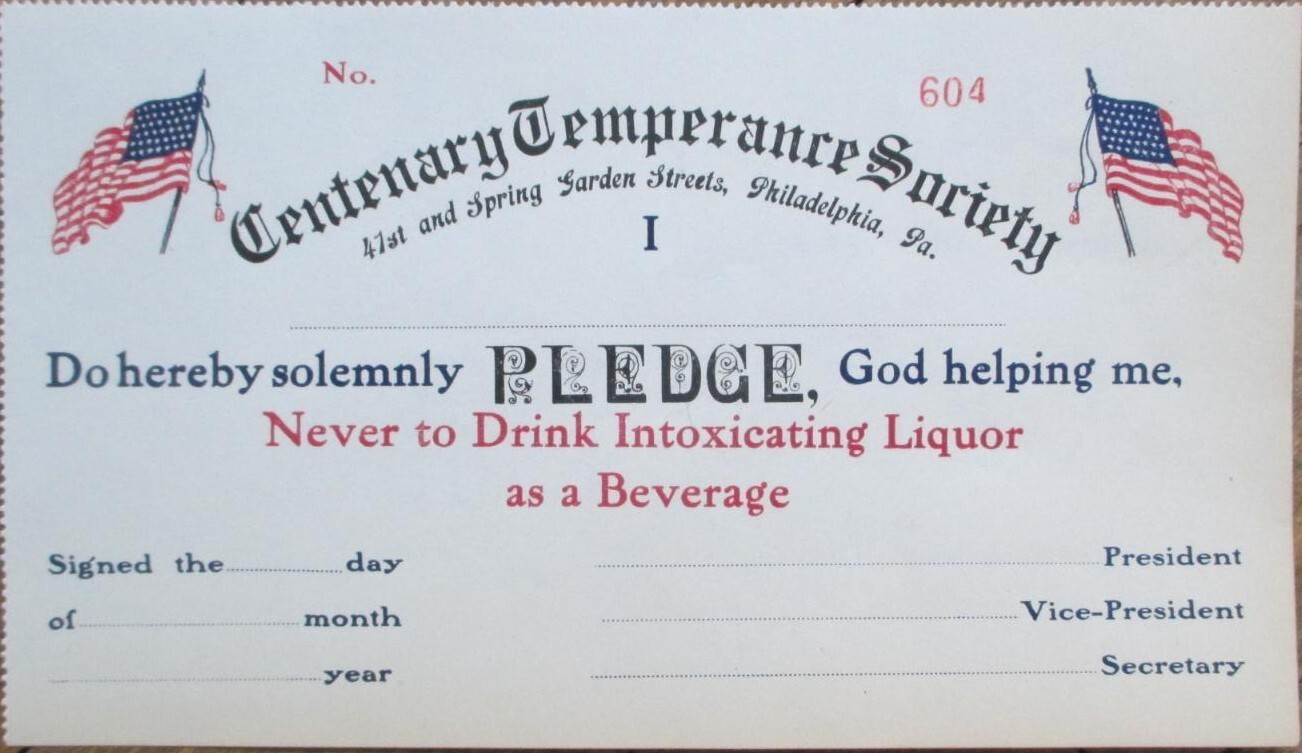 No. 604
Centenary Temperance Society
41st and Spring Garden Streets, Philadelphia, Pa.
I
Do hereby solemnly PLEDGE, God helping me,
Never to Drink Intoxicating Liquor
as a Beverage
Signed the day President
of month Vice-President
year Secretary